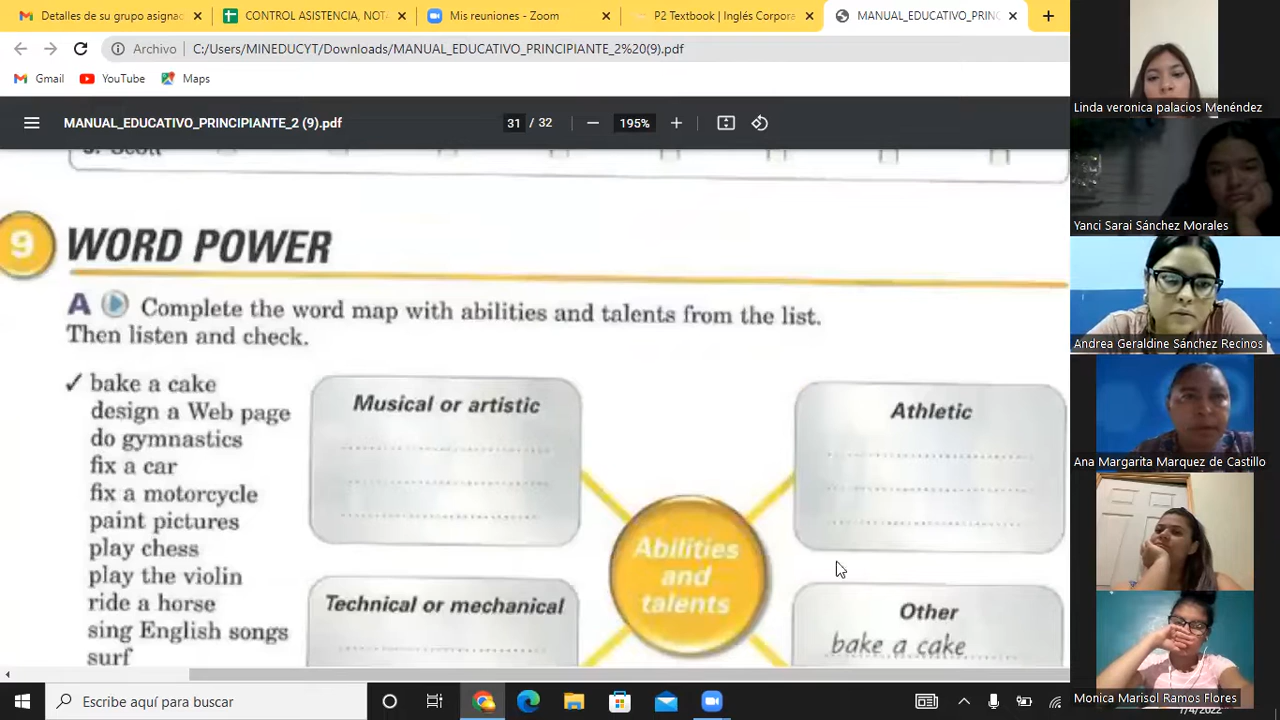 Detalles de su grupo asignac
CONTROL ASISTENCIA, NOT
Mis reuniones - Zoom
P2 Textbook | Inglés Corpora
MANUAL_EDUCATIVO_PRINC
Archivo
C:/Users/MINEDUCYT/Downloads/MANUAL_EDUCATIVO_PRINCIPIANTE_2%20(9).pdf
Gmail
YouTube
Maps
MANUAL_EDUCATIVO_PRINCIPIANTE_2 (9).pdf
31 / 32
195%
9 WORD POWER
A Complete the word map with abilities and talents from the list.
Then listen and check.
✓ bake a cake
design a Web page
do gymnastics
fix a car
fix a motorcycle
paint pictures
play chess
play the violin
ride a horse
sing English songs
surf
Musical or artistic
Athletic
Abilities
and
talents
Technical or mechanical
Other
bake a cake
Linda veronica palacios Menéndez
Yanci Sarai Sánchez Morales
Andrea Geraldine Sánchez Recinos
Ana Margarita Marquez de Castillo
Monica Marisol Ramos Flores
Escribe aquí para buscar
1/4/2022